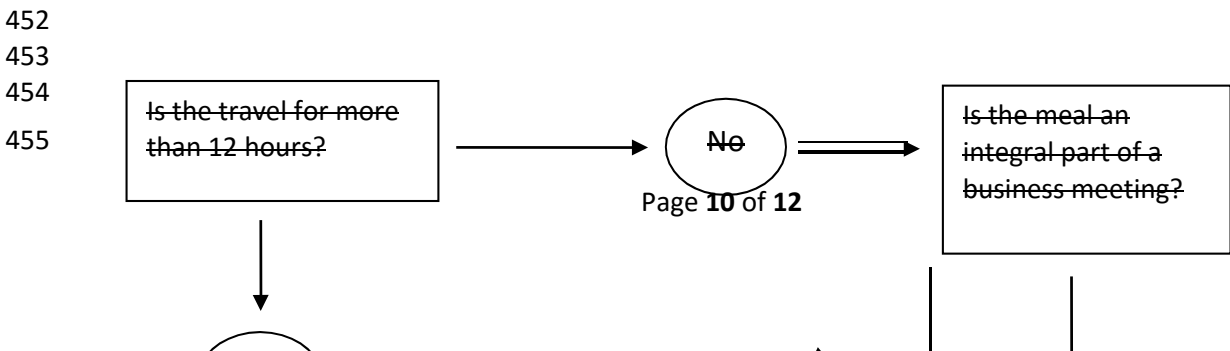 452
453
454
455
Is the travel for more
than 12 hours?
No
Is the meal an
integral part of a
business meeting?
Page 10 of 12